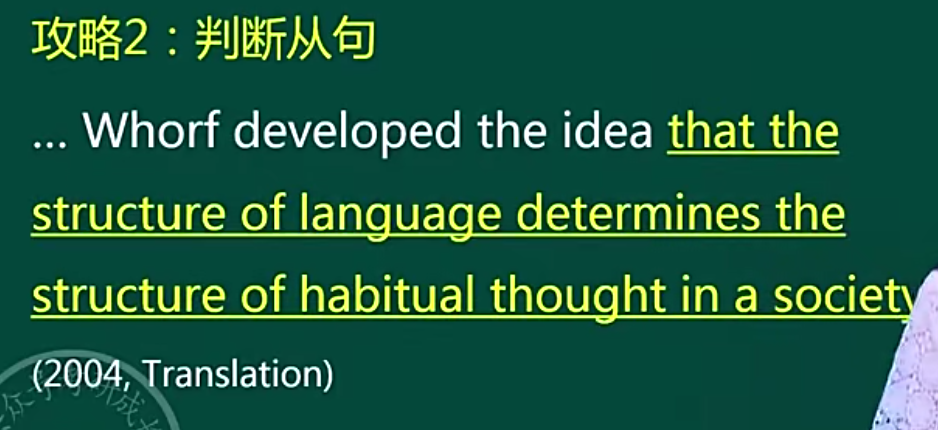 攻略2：判断从句
... Whorf developed the idea that the
structure of language determines the
structure of habitual thought in a society
(2004, Translation)